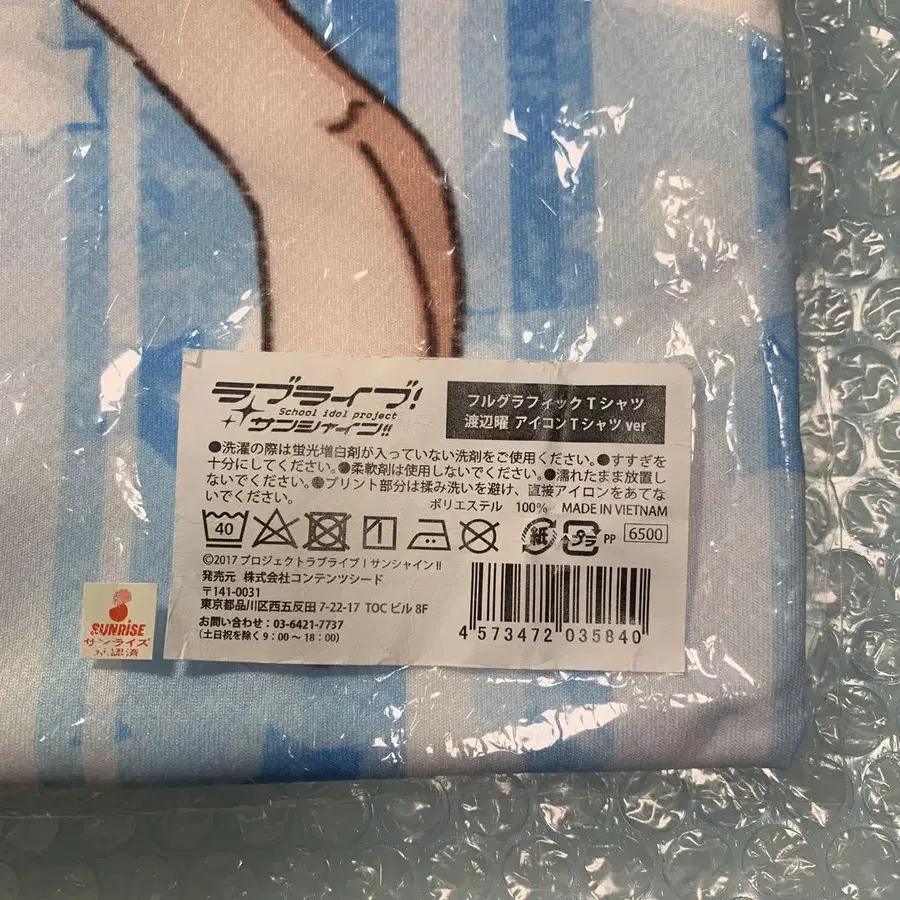 ラブライブ!
School idol project
サンシャイン!!
フルグラフィックTシャツ
渡辺曜 アイコンTシャツ ver
●洗濯の際は蛍光増白剤が入っていない洗剤をご使用ください。●すすぎを
十分にしてください。●柔軟剤は使用しないでください。●濡れたまま放置し
ないでください。●プリント部分は揉み洗いを避け、直接アイロンをあてな
いでください。
ポリエステル 100% MADE IN VIETNAM
40
紙 プラ PP 6500
©2017 プロジェクトラブライブ!サンシャイン!!
発売元 株式会社コンテンツシード
〒141-0031
東京都品川区西五反田 7-22-17 TOC ビル 8F
お問い合わせ:03-6421-7737
(土日祝を除く 9:00 〜 18:00)
4 573472 035840
SUNRISE
サンライズ
承認済